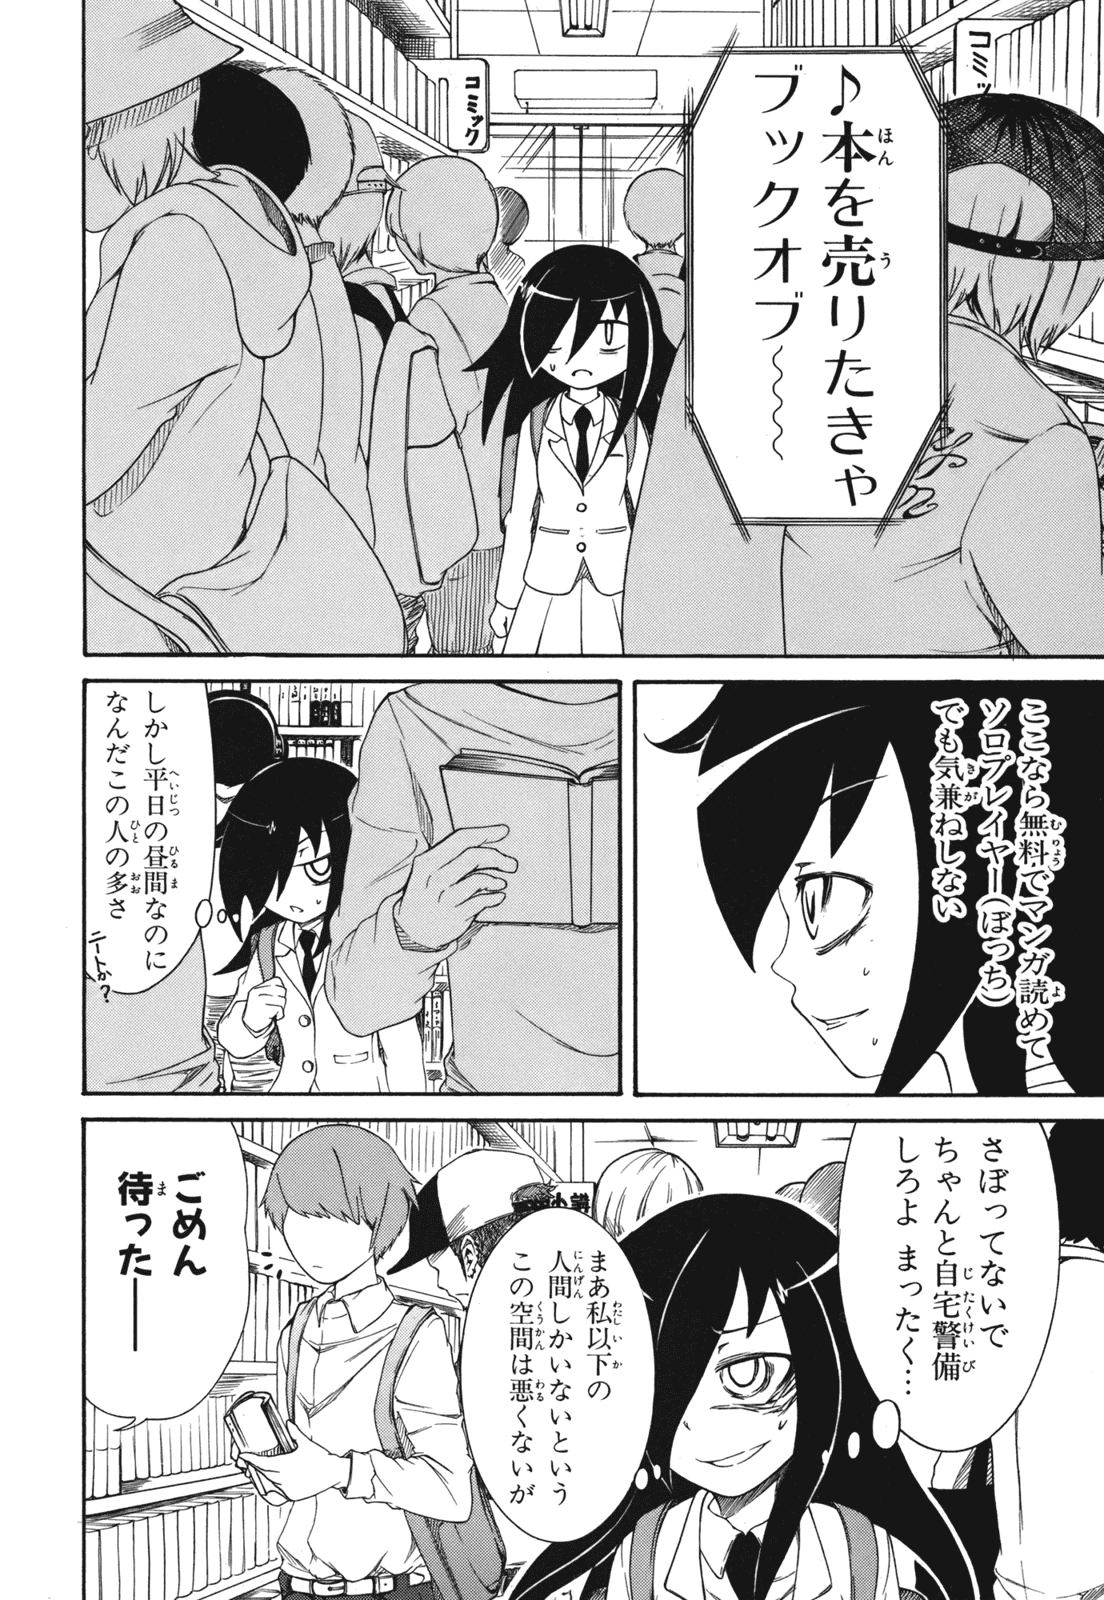 ♪本を売りたきゃ
ブックオブ〜〜〜
コミッ
コミック
ここなら無料でマンガ読めて
ソロプレイヤー(ぼっち)
でも気兼ねしない
しかし平日の昼間なのに
なんだこの人の多さ
ニートか?
さぼってないで
ちゃんと自宅警備
しろよ まったく…
まあ私以下の
人間しかいないという
この空間は悪くないが
小説
ごめん
待ったーーー